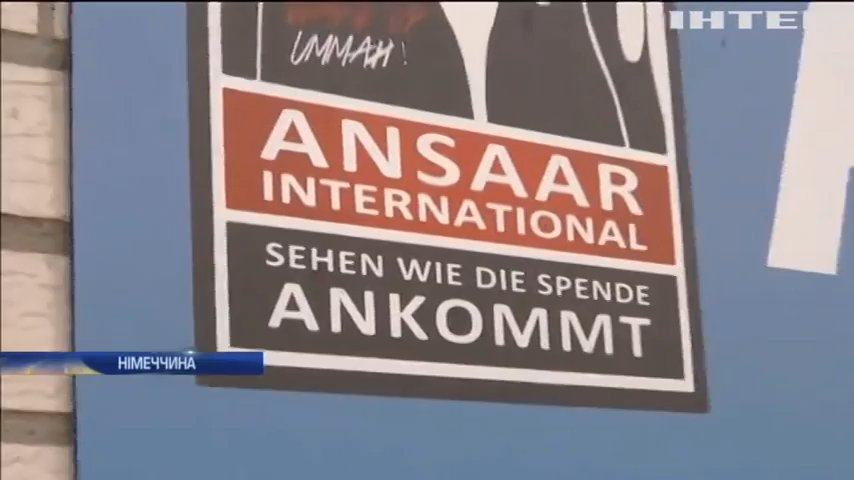 ІНТЕР
UMMAH!
ANSAAR
INTERNATIONAL
SEHEN WIE DIE SPENDE
ANKOMMT
НІМЕЧЧИНА